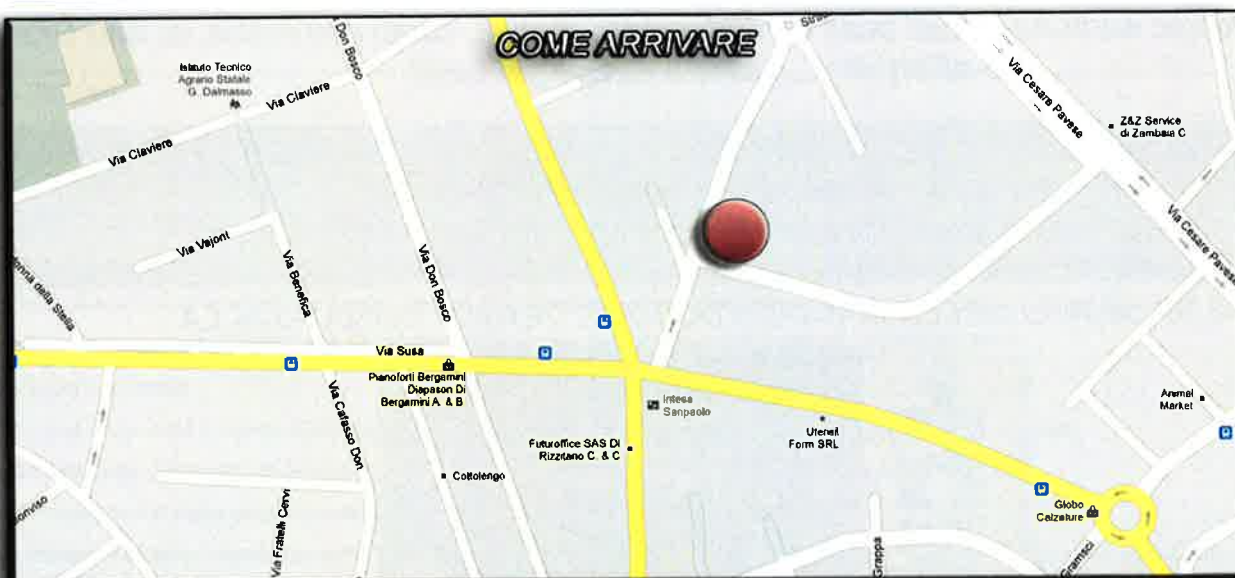 COME ARRIVARE
Istituto Tecnico
Agrario Statale
G. Dalmasso
Via Claviere
Via Claviere
Don Bosco
Via Cesare Pavese
Z&Z Service
di Zambaia C
Via Vajont
Via Benefica
Via Don Bosco
Via Cesare Pavese
della Stella
Via Susa
Pianoforti Bergamini
Diapason Di
Bergamini A. & B
Intesa
Sanpaolo
Animal
Market
Via Cafasso Don
Futuroffice SAS Di
Rizzitano C. & C
Utensil
Form SRL
Cottolengo
Globo
Calzature
Via Fratelli Cervi
Grappa
Gramsci